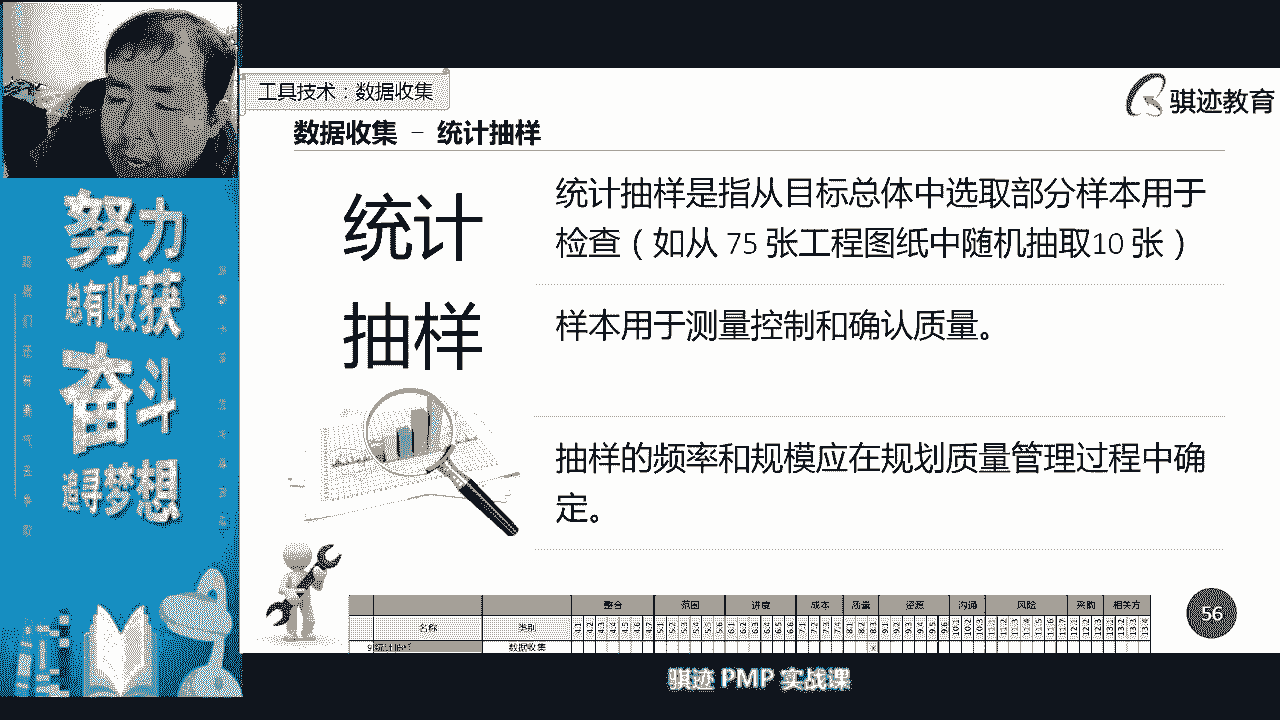 工具技术：数据收集
骐迹教育
数据收集 － 统计抽样
统计
抽样
统计抽样是指从目标总体中选取部分样本用于
检查（如从 75 张工程图纸中随机抽取10 张）
样本用于测量控制和确认质量。
抽样的频率和规模应在规划质量管理过程中确
定。
努力
总有收获
奋斗
追寻梦想
整合 范围 进度 成本 质量 资源 沟通 风险 采购 相关方
名称 类别
统计抽样 数据收集
56
骐迹 PMP 实战课